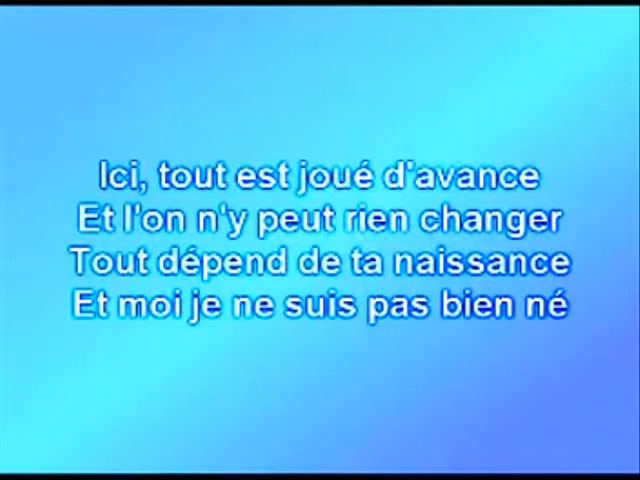 Ici, tout est joué d'avance
Et l'on n'y peut rien changer
Tout dépend de ta naissance
Et moi je ne suis pas bien né